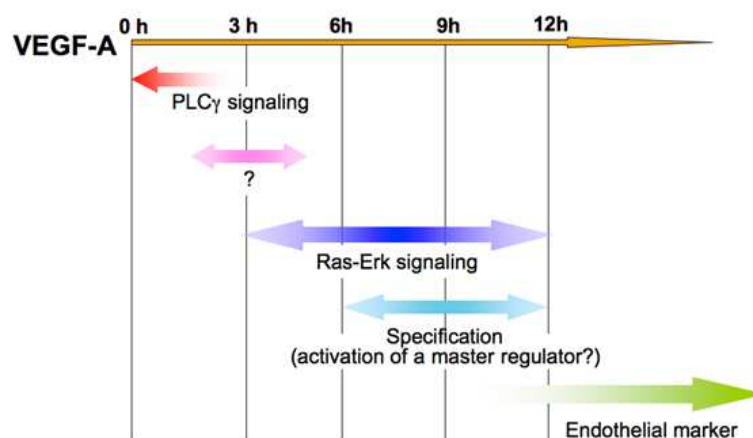 0 h 3 h 6h 9h 12h
VEGF-A
PLCγ signaling
?
Ras-Erk signaling
Specification
(activation of a master regulator?)
Endothelial marker